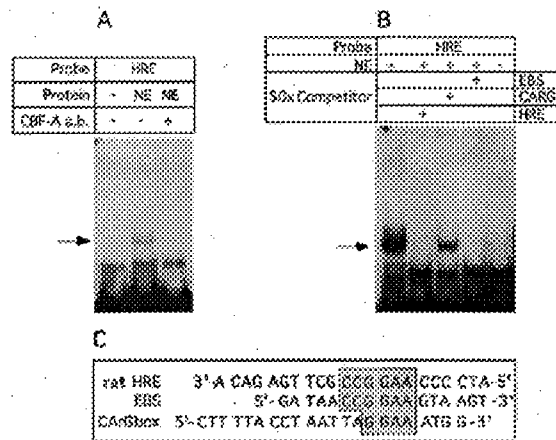 A
Probe HRE
Protein - NE NE
CBF-A a.b. - - +
B
Probe HRE
NE + + + + -
50x Competitor
+ EBS
+ CARG
+ HRE
C
rat HRE 3'-A CAG AGT TCG CCG GAA CCC CTA-5'
EBS 5'-GA TAA CCG GAA GTA AGT-3'
CArGbox 5'-CTT TTA CCT AAT TAG GAA ATG G-3'